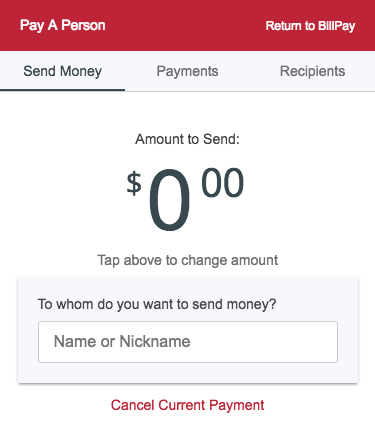 Pay A Person Return to BillPay
Send Money Payments Recipients
Amount to Send:
$0 00
Tap above to change amount
To whom do you want to send money?
Name or Nickname
Cancel Current Payment